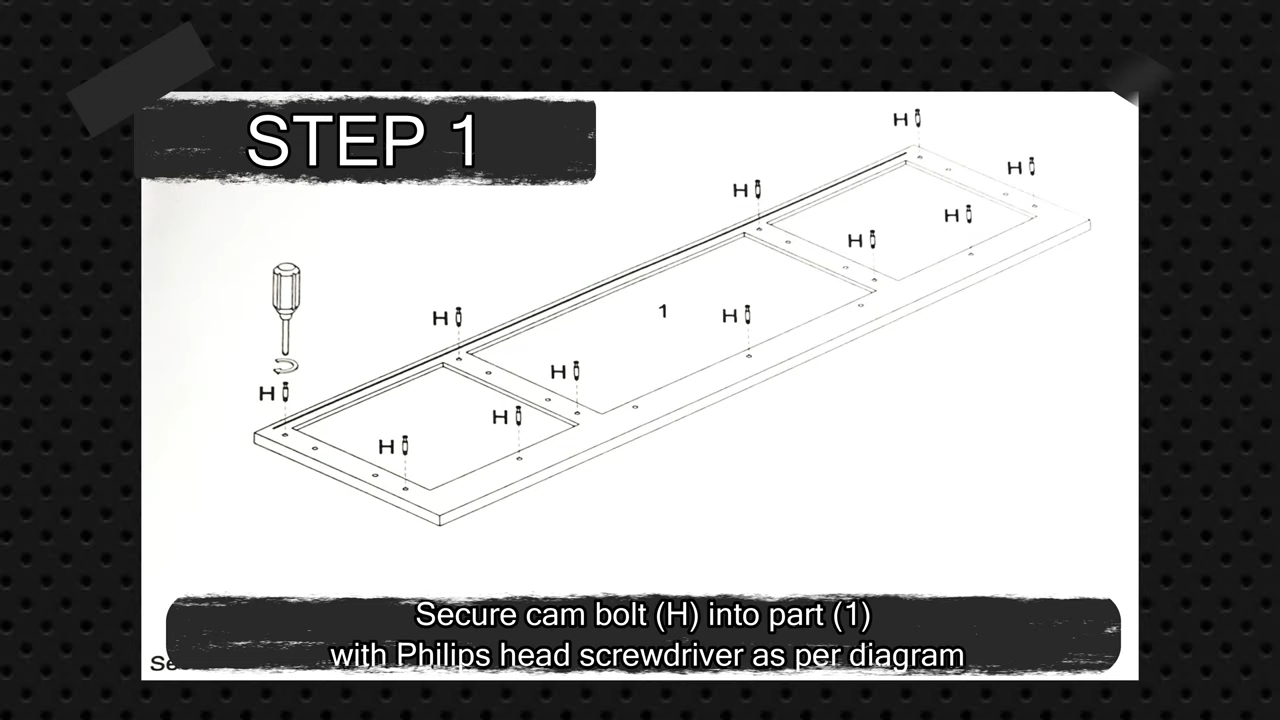 STEP 1
H
H
H
H
H
H
1
H
H
H
H
H
Secure cam bolt (H) into part (1)
with Philips head screwdriver as per diagram